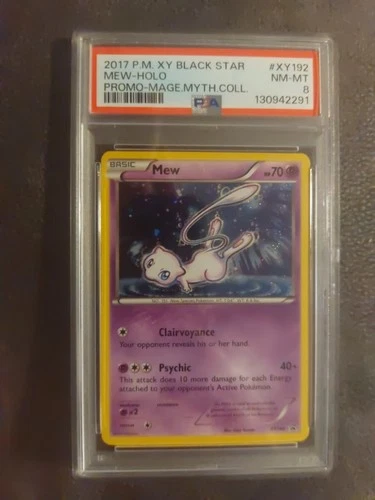 2017 P.M. XY BLACK STAR #XY192
MEW-HOLO NM-MT
PROMO-MAGE.MYTH.COLL. 8
PSA 130942291
BASIC Mew HP70
Clairvoyance
Your opponent reveals his or her hand.
Psychic 40+
This attack does 10 more damage for each Energy
attached to your opponent's Active Pokémon.
×2